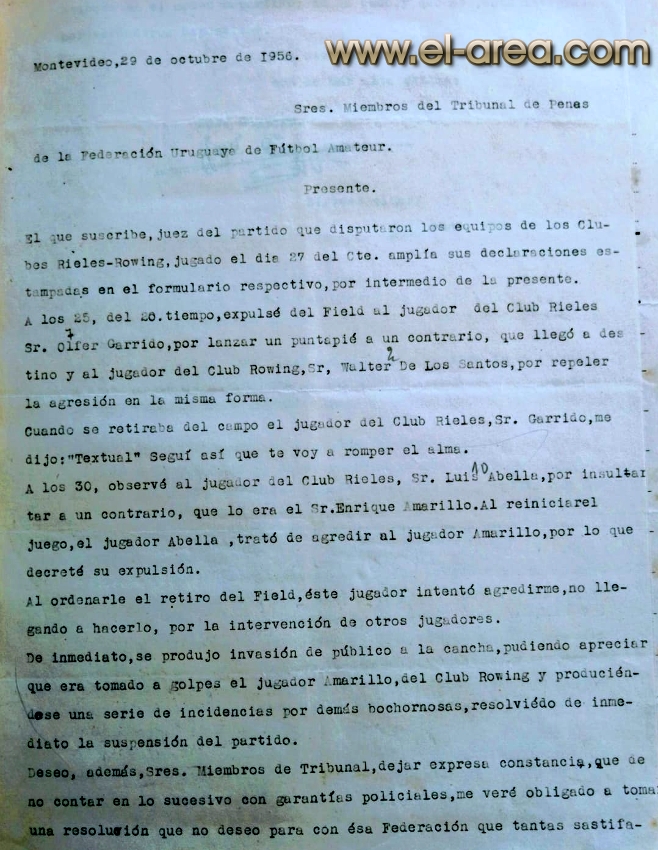 www.el-area.com
Montevideo,29 de octubre de I956.
Sres. Miembros del Tribunal de Penas
de la Federación Uruguaya de Fútbol Amateur.
Presente.
El que suscribe,juez del partido que disputaron los equipos de los Clu-
bes Rieles-Rowing,jugado el dia 27 del Cte. amplía sus declaraciones es-
tampadas en el formulario respectivo,por intermedio de la presente.
A los 25, del 20.tiempo,expulsé del Field al jugador del Club Rieles
7
Sr. Olfer Garrido,por lanzar un puntapié a un contrario, que llegó a des
2
tino y al jugador del Club Rowing,Sr, Walter De Los Santos,por repeler
la agresión en la misma forma.
Cuando se retiraba del campo el jugador del Club Rieles,Sr. Garrido,me
dijo:"Textual" Seguí así que te voy a romper el alma.
10
A los 30, observé al jugador del Club Rieles, Sr. Luis Abella,por insultar
tar a un contrario, que lo era el Sr.Enrique Amarillo.Al reiniciarel
juego,el jugador Abella ,trató de agredir al jugador Amarillo,por lo que
decreté su expulsión.
Al ordenarle el retiro del Field,éste jugador intentó agredirme,no lle-
gando a hacerlo, por la intervención de otros jugadores.
De inmediato,se produjo invasión de público a la cancha,pudiendo apreciar
que era tomado a golpes el jugador Amarillo,del Club Rowing y producién-
dose una serie de incidencias por demás bochornosas,resolviédo de inme-
diato la suspensión del partido.
Deseo, además,Sres. Miembros de Tribunal,dejar expresa constancia,que de
no contar en lo sucesivo con garantías policiales,me veré obligado a tomar
una resolución que no deseo para con ésa Federación que tantas sastifa-